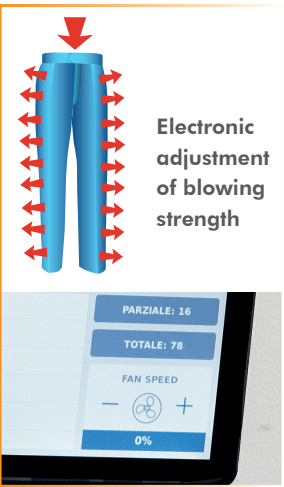 Electronic
adjustment
of blowing
strength
PARZIALE: 16
TOTALE: 78
FAN SPEED
− +
0%